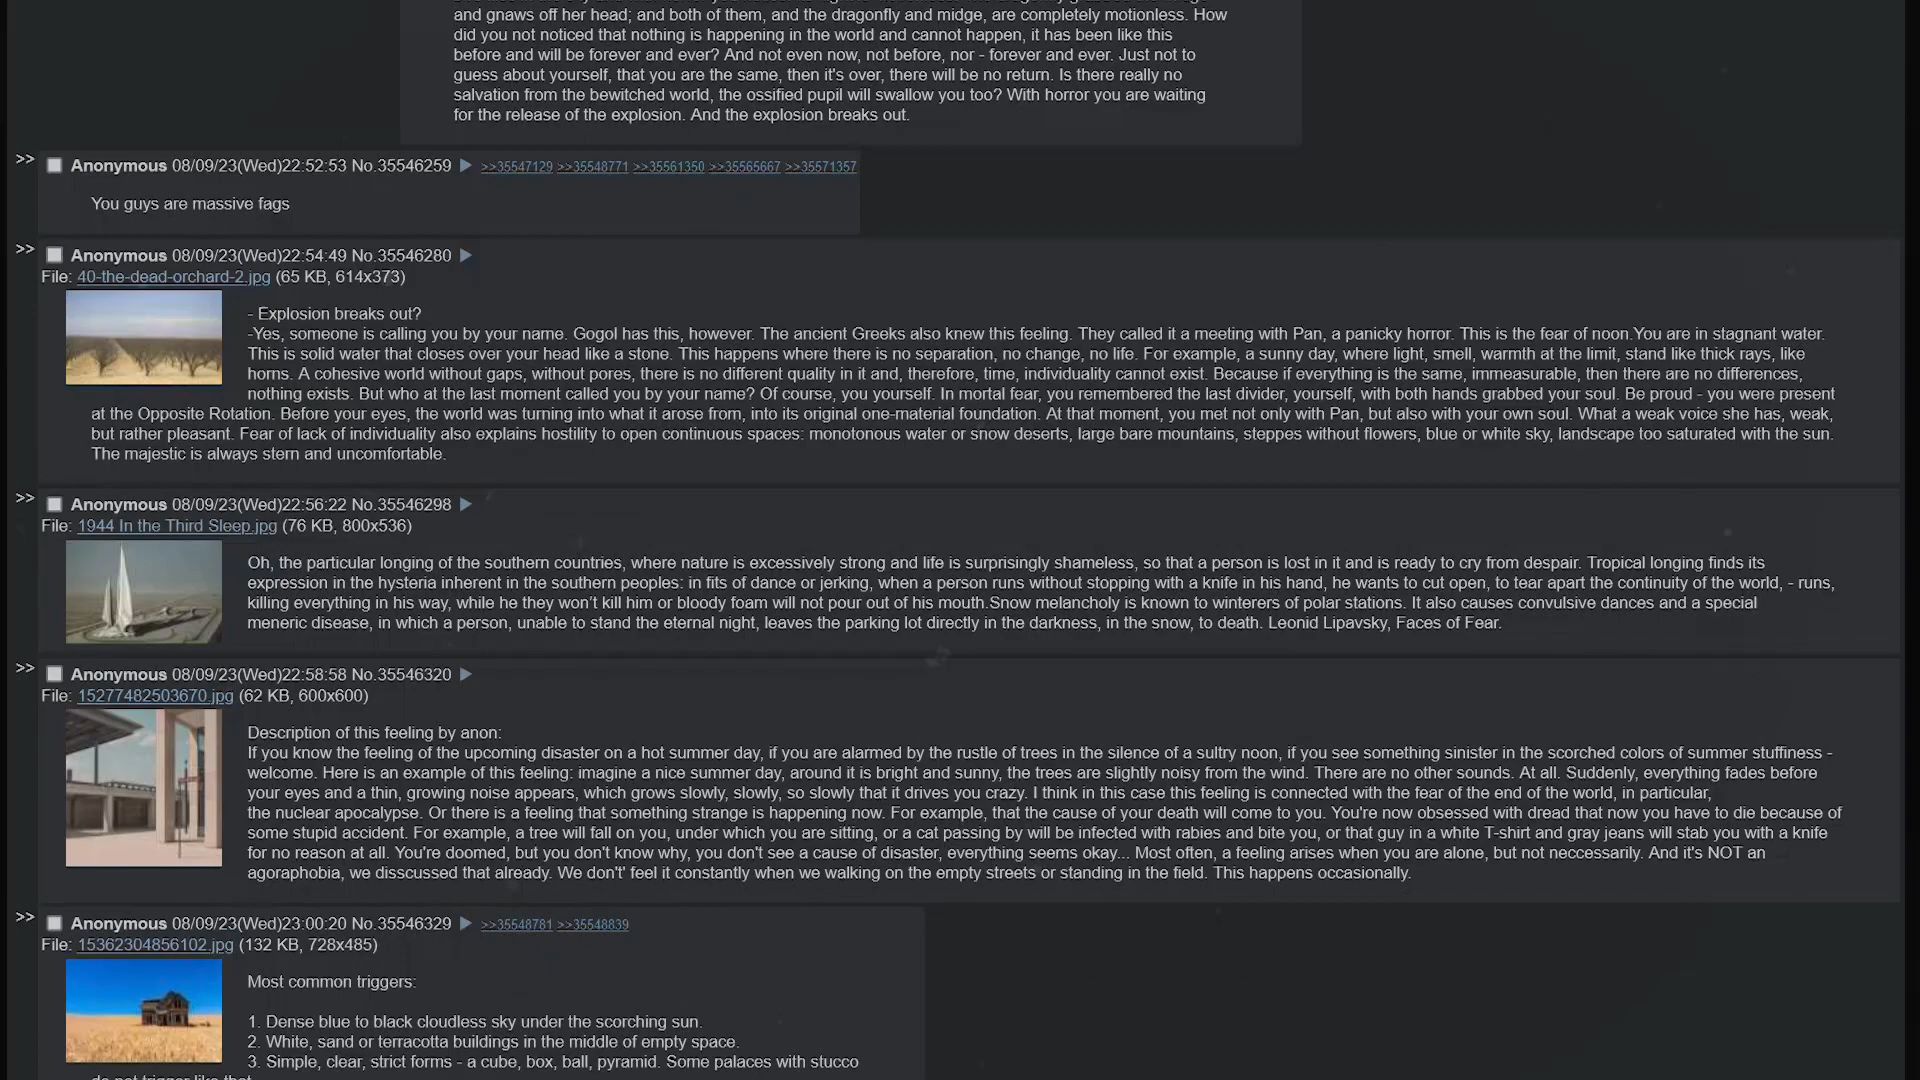 and gnaws off her head; and both of them, and the dragonfly and midge, are completely motionless. How
did you not noticed that nothing is happening in the world and cannot happen, it has been like this
before and will be forever and ever? And not even now, not before, nor - forever and ever. Just not to
guess about yourself, that you are the same, then it's over, there will be no return. Is there really no
salvation from the bewitched world, the ossified pupil will swallow you too? With horror you are waiting
for the release of the explosion. And the explosion breaks out.
>> Anonymous 08/09/23(Wed)22:52:53 No.35546259 ▶ >>35547129 >>35548771 >>35561350 >>35565667 >>35571357
You guys are massive fags
>> Anonymous 08/09/23(Wed)22:54:49 No.35546280 ▶
File: 40-the-dead-orchard-2.jpg (65 KB, 614x373)
- Explosion breaks out?
-Yes, someone is calling you by your name. Gogol has this, however. The ancient Greeks also knew this feeling. They called it a meeting with Pan, a panicky horror. This is the fear of noon.You are in stagnant water.
This is solid water that closes over your head like a stone. This happens where there is no separation, no change, no life. For example, a sunny day, where light, smell, warmth at the limit, stand like thick rays, like
horns. A cohesive world without gaps, without pores, there is no different quality in it and, therefore, time, individuality cannot exist. Because if everything is the same, immeasurable, then there are no differences,
nothing exists. But who at the last moment called you by your name? Of course, you yourself. In mortal fear, you remembered the last divider, yourself, with both hands grabbed your soul. Be proud - you were present
at the Opposite Rotation. Before your eyes, the world was turning into what it arose from, into its original one-material foundation. At that moment, you met not only with Pan, but also with your own soul. What a weak voice she has, weak,
but rather pleasant. Fear of lack of individuality also explains hostility to open continuous spaces: monotonous water or snow deserts, large bare mountains, steppes without flowers, blue or white sky, landscape too saturated with the sun.
The majestic is always stern and uncomfortable.
>> Anonymous 08/09/23(Wed)22:56:22 No.35546298 ▶
File: 1944 In the Third Sleep.jpg (76 KB, 800x536)
Oh, the particular longing of the southern countries, where nature is excessively strong and life is surprisingly shameless, so that a person is lost in it and is ready to cry from despair. Tropical longing finds its
expression in the hysteria inherent in the southern peoples: in fits of dance or jerking, when a person runs without stopping with a knife in his hand, he wants to cut open, to tear apart the continuity of the world, - runs,
killing everything in his way, while he they won't kill him or bloody foam will not pour out of his mouth.Snow melancholy is known to winterers of polar stations. It also causes convulsive dances and a special
meneric disease, in which a person, unable to stand the eternal night, leaves the parking lot directly in the darkness, in the snow, to death. Leonid Lipavsky, Faces of Fear.
>> Anonymous 08/09/23(Wed)22:58:58 No.35546320 ▶
File: 15277482503670.jpg (62 KB, 600x600)
Description of this feeling by anon:
If you know the feeling of the upcoming disaster on a hot summer day, if you are alarmed by the rustle of trees in the silence of a sultry noon, if you see something sinister in the scorched colors of summer stuffiness -
welcome. Here is an example of this feeling: imagine a nice summer day, around it is bright and sunny, the trees are slightly noisy from the wind. There are no other sounds. At all. Suddenly, everything fades before
your eyes and a thin, growing noise appears, which grows slowly, slowly, so slowly that it drives you crazy. I think in this case this feeling is connected with the fear of the end of the world, in particular,
the nuclear apocalypse. Or there is a feeling that something strange is happening now. For example, that the cause of your death will come to you. You're now obsessed with dread that now you have to die because of
some stupid accident. For example, a tree will fall on you, under which you are sitting, or a cat passing by will be infected with rabies and bite you, or that guy in a white T-shirt and gray jeans will stab you with a knife
for no reason at all. You're doomed, but you don't know why, you don't see a cause of disaster, everything seems okay... Most often, a feeling arises when you are alone, but not neccessarily. And it's NOT an
agoraphobia, we disscussed that already. We don't' feel it constantly when we walking on the empty streets or standing in the field. This happens occasionally.
>> Anonymous 08/09/23(Wed)23:00:20 No.35546329 ▶ >>35548781 >>35548839
File: 15362304856102.jpg (132 KB, 728x485)
Most common triggers:
1. Dense blue to black cloudless sky under the scorching sun.
2. White, sand or terracotta buildings in the middle of empty space.
3. Simple, clear, strict forms - a cube, box, ball, pyramid. Some palaces with stucco
do not trigger like that